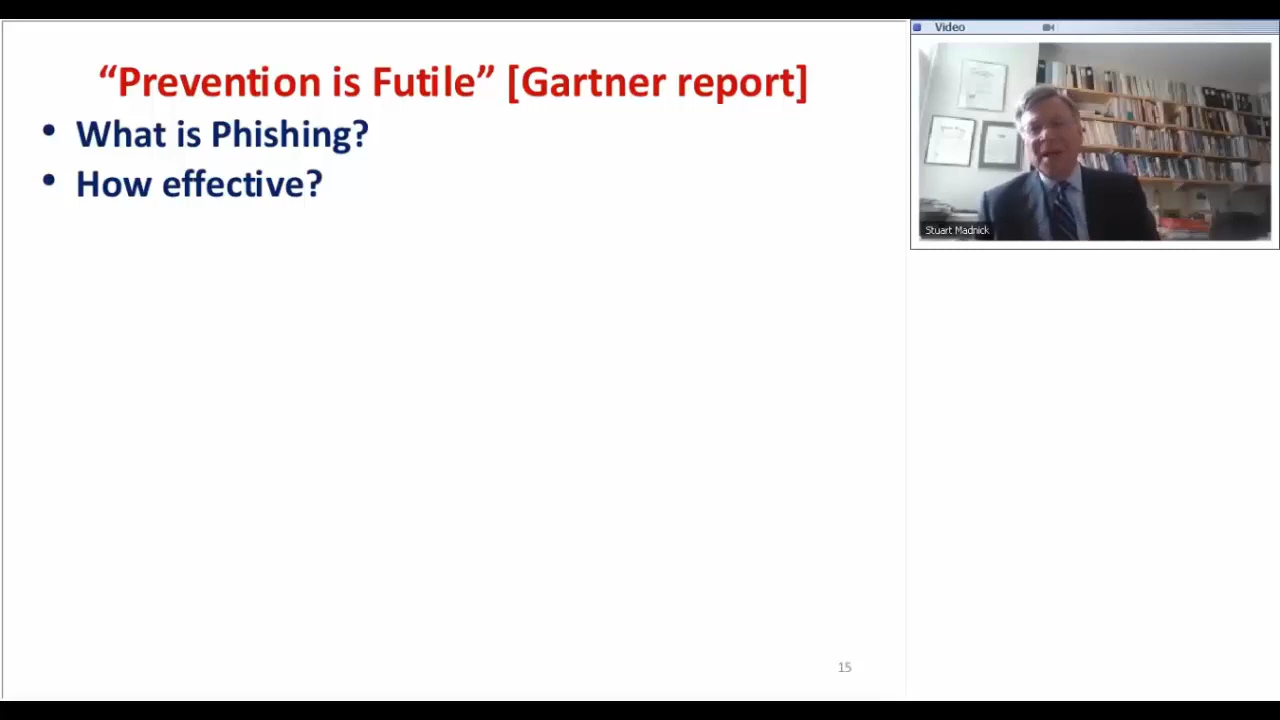 “Prevention is Futile” [Gartner report]
• What is Phishing?
• How effective?
15
Video
Stuart Madnick